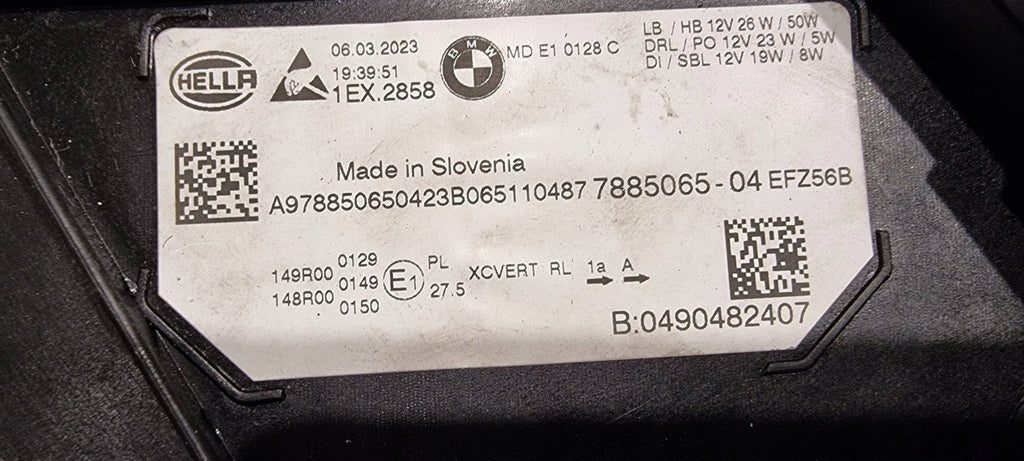 HELLA
06.03.2023
19:39:51
1EX.2858
BMW
MD E1 0128 C
LB / HB 12V 26 W / 50W
DRL / PO 12V 23 W / 5W
DI / SBL 12V 19W / 8W
Made in Slovenia
A978850650423B065110487 7885065-04 EFZ56B
149R00 0129
148R00 0149
0150
E1
PL
27.5
XCVERT RL 1a A
B:0490482407